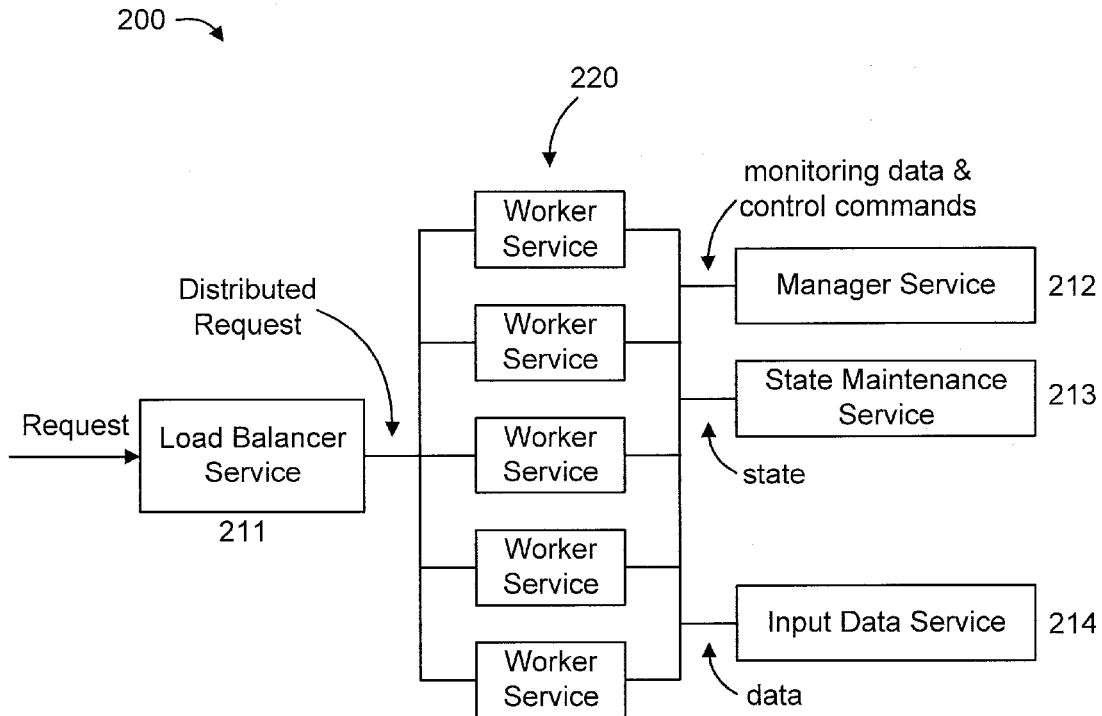 200
220
monitoring data &
control commands
Worker
Service
Manager Service
212
Distributed
Request
Worker
Service
State Maintenance
Service
213
Request
Load Balancer
Service
211
Worker
Service
state
Worker
Service
Input Data Service
214
Worker
Service
data